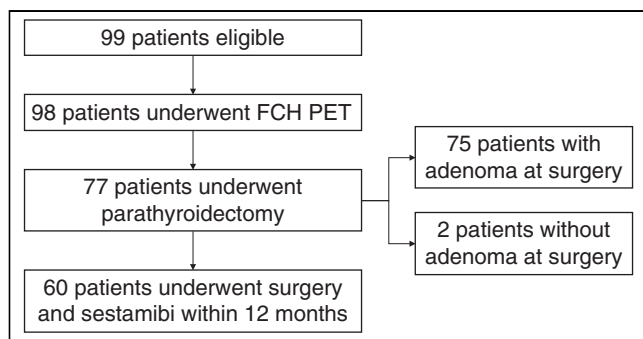 99 patients eligible
98 patients underwent FCH PET
77 patients underwent
parathyroidectomy
75 patients with
adenoma at surgery
2 patients without
adenoma at surgery
60 patients underwent surgery
and sestamibi within 12 months